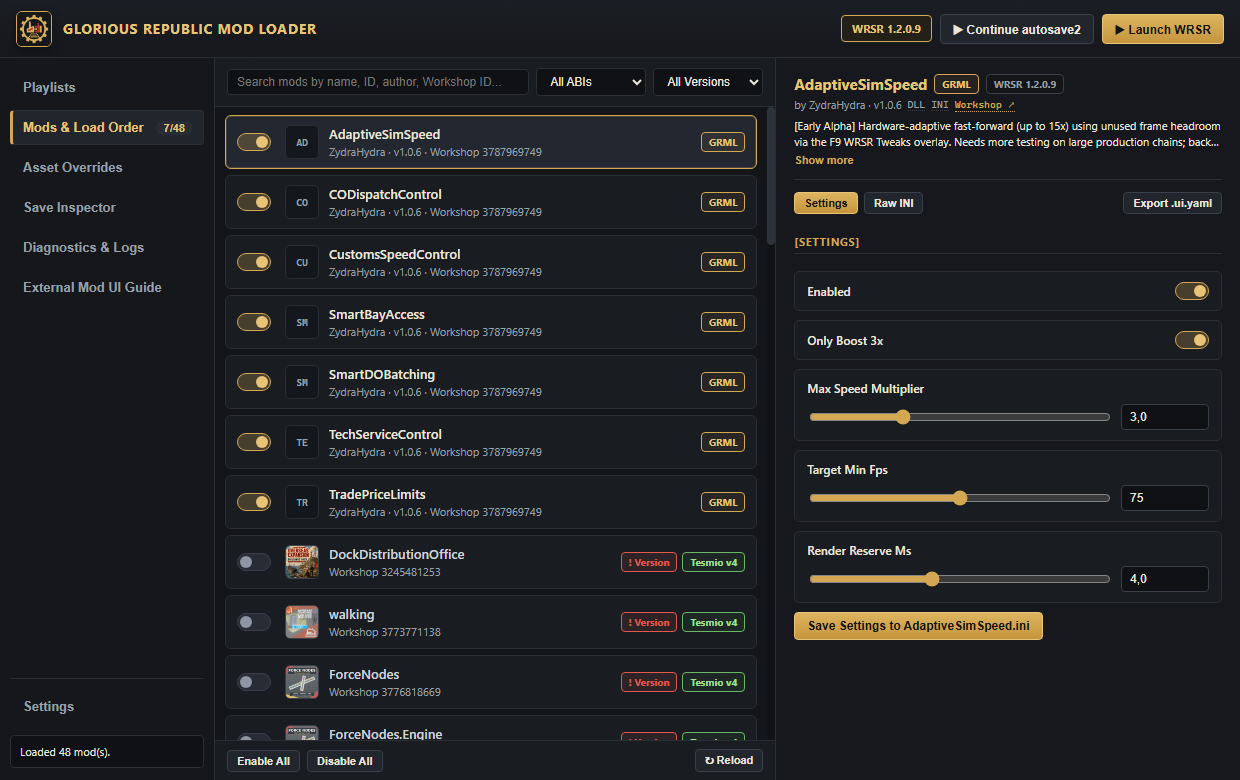 GLORIOUS REPUBLIC MOD LOADER
WRSR 1.2.0.9
▶ Continue autosave2
▶ Launch WRSR
Playlists
Mods & Load Order 7/48
Asset Overrides
Save Inspector
Diagnostics & Logs
External Mod UI Guide
Settings
Loaded 48 mod(s).
Search mods by name, ID, author, Workshop ID...
All ABIs
All Versions
AD
AdaptiveSimSpeed
ZydraHydra · v1.0.6 · Workshop 3787969749
GRML
CO
CODispatchControl
ZydraHydra · v1.0.6 · Workshop 3787969749
GRML
CU
CustomsSpeedControl
ZydraHydra · v1.0.6 · Workshop 3787969749
GRML
SM
SmartBayAccess
ZydraHydra · v1.0.6 · Workshop 3787969749
GRML
SM
SmartDOBatching
ZydraHydra · v1.0.6 · Workshop 3787969749
GRML
TE
TechServiceControl
ZydraHydra · v1.0.6 · Workshop 3787969749
GRML
TR
TradePriceLimits
ZydraHydra · v1.0.6 · Workshop 3787969749
GRML
DockDistributionOffice
Workshop 3245481253
! Version
Tesmio v4
walking
Workshop 3773771138
! Version
Tesmio v4
FORCE NODES
ForceNodes
Workshop 3776818669
! Version
Tesmio v4
FORCE NODES
ForceNodes.Engine
Enable All
Disable All
↻ Reload
AdaptiveSimSpeed GRML WRSR 1.2.0.9
by ZydraHydra · v1.0.6 DLL INI Workshop ↗
[Early Alpha] Hardware-adaptive fast-forward (up to 15x) using unused frame headroom
via the F9 WRSR Tweaks overlay. Needs more testing on large production chains; back...
Show more
Settings
Raw INI
Export .ui.yaml
[SETTINGS]
Enabled
Only Boost 3x
Max Speed Multiplier
3,0
Target Min Fps
75
Render Reserve Ms
4,0
Save Settings to AdaptiveSimSpeed.ini